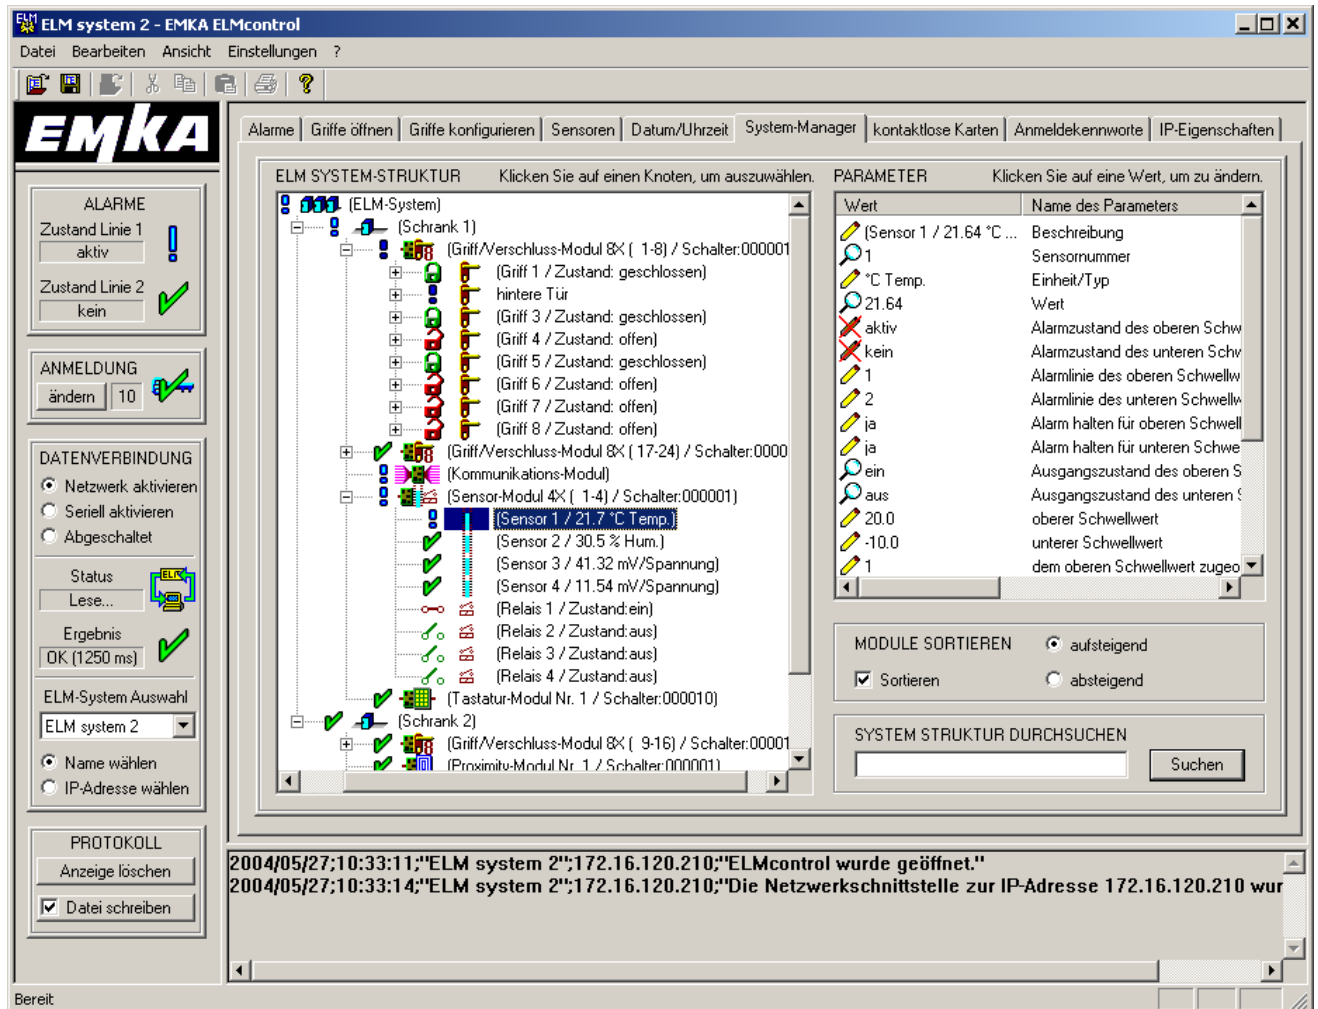 ELM system 2 - EMKA ELMcontrol
Datei Bearbeiten Ansicht Einstellungen ?
EMKA
ALARME
Zustand Linie 1
aktiv
Zustand Linie 2
kein
ANMELDUNG
ändern 10
DATENVERBINDUNG
Netzwerk aktivieren
Seriell aktivieren
Abgeschaltet
Status
Lese...
Ergebnis
OK (1250 ms)
ELM-System Auswahl
ELM system 2
Name wählen
IP-Adresse wählen
PROTOKOLL
Anzeige löschen
Datei schreiben
Alarme Griffe öffnen Griffe konfigurieren Sensoren Datum/Uhrzeit System-Manager kontaktlose Karten Anmeldekennworte IP-Eigenschaften
ELM SYSTEM-STRUKTUR Klicken Sie auf einen Knoten, um auszuwählen.
(ELM-System)
(Schrank 1)
(Griff/Verschluss-Modul 8X ( 1-8) / Schalter:000001
(Griff 1 / Zustand: geschlossen)
hintere Tür
(Griff 3 / Zustand: geschlossen)
(Griff 4 / Zustand: offen)
(Griff 5 / Zustand: geschlossen)
(Griff 6 / Zustand: offen)
(Griff 7 / Zustand: offen)
(Griff 8 / Zustand: offen)
(Griff/Verschluss-Modul 8X ( 17-24) / Schalter:0000
(Kommunikations-Modul)
(Sensor-Modul 4X ( 1-4) / Schalter:000001)
(Sensor 1 / 21.7 °C Temp.)
(Sensor 2 / 30.5 % Hum.)
(Sensor 3 / 41.32 mV/Spannung)
(Sensor 4 / 11.54 mV/Spannung)
(Relais 1 / Zustand:ein)
(Relais 2 / Zustand:aus)
(Relais 3 / Zustand:aus)
(Relais 4 / Zustand:aus)
(Tastatur-Modul Nr. 1 / Schalter:000010)
(Schrank 2)
(Griff/Verschluss-Modul 8X ( 9-16) / Schalter:00001
(Proximity-Modul Nr. 1 / Schalter:000001)
PARAMETER Klicken Sie auf eine Wert, um zu ändern.
Wert Name des Parameters
(Sensor 1 / 21.64 °C ... Beschreibung
1 Sensornummer
°C Temp. Einheit/Typ
21.64 Wert
aktiv Alarmzustand des oberen Schw
kein Alarmzustand des unteren Schw
1 Alarmlinie des oberen Schwellw
2 Alarmlinie des unteren Schwellw
ja Alarm halten für oberen Schwell
ja Alarm halten für unteren Schwe
ein Ausgangszustand des oberen S
aus Ausgangszustand des unteren S
20.0 oberer Schwellwert
-10.0 unterer Schwellwert
1 dem oberen Schwellwert zugeo
MODULE SORTIEREN
aufsteigend
Sortieren
absteigend
SYSTEM STRUKTUR DURCHSUCHEN
Suchen
2004/05/27;10:33:11;"ELM system 2";172.16.120.210;"ELMcontrol wurde geöffnet."
2004/05/27;10:33:14;"ELM system 2";172.16.120.210;"Die Netzwerkschnittstelle zur IP-Adresse 172.16.120.210 wur
Bereit